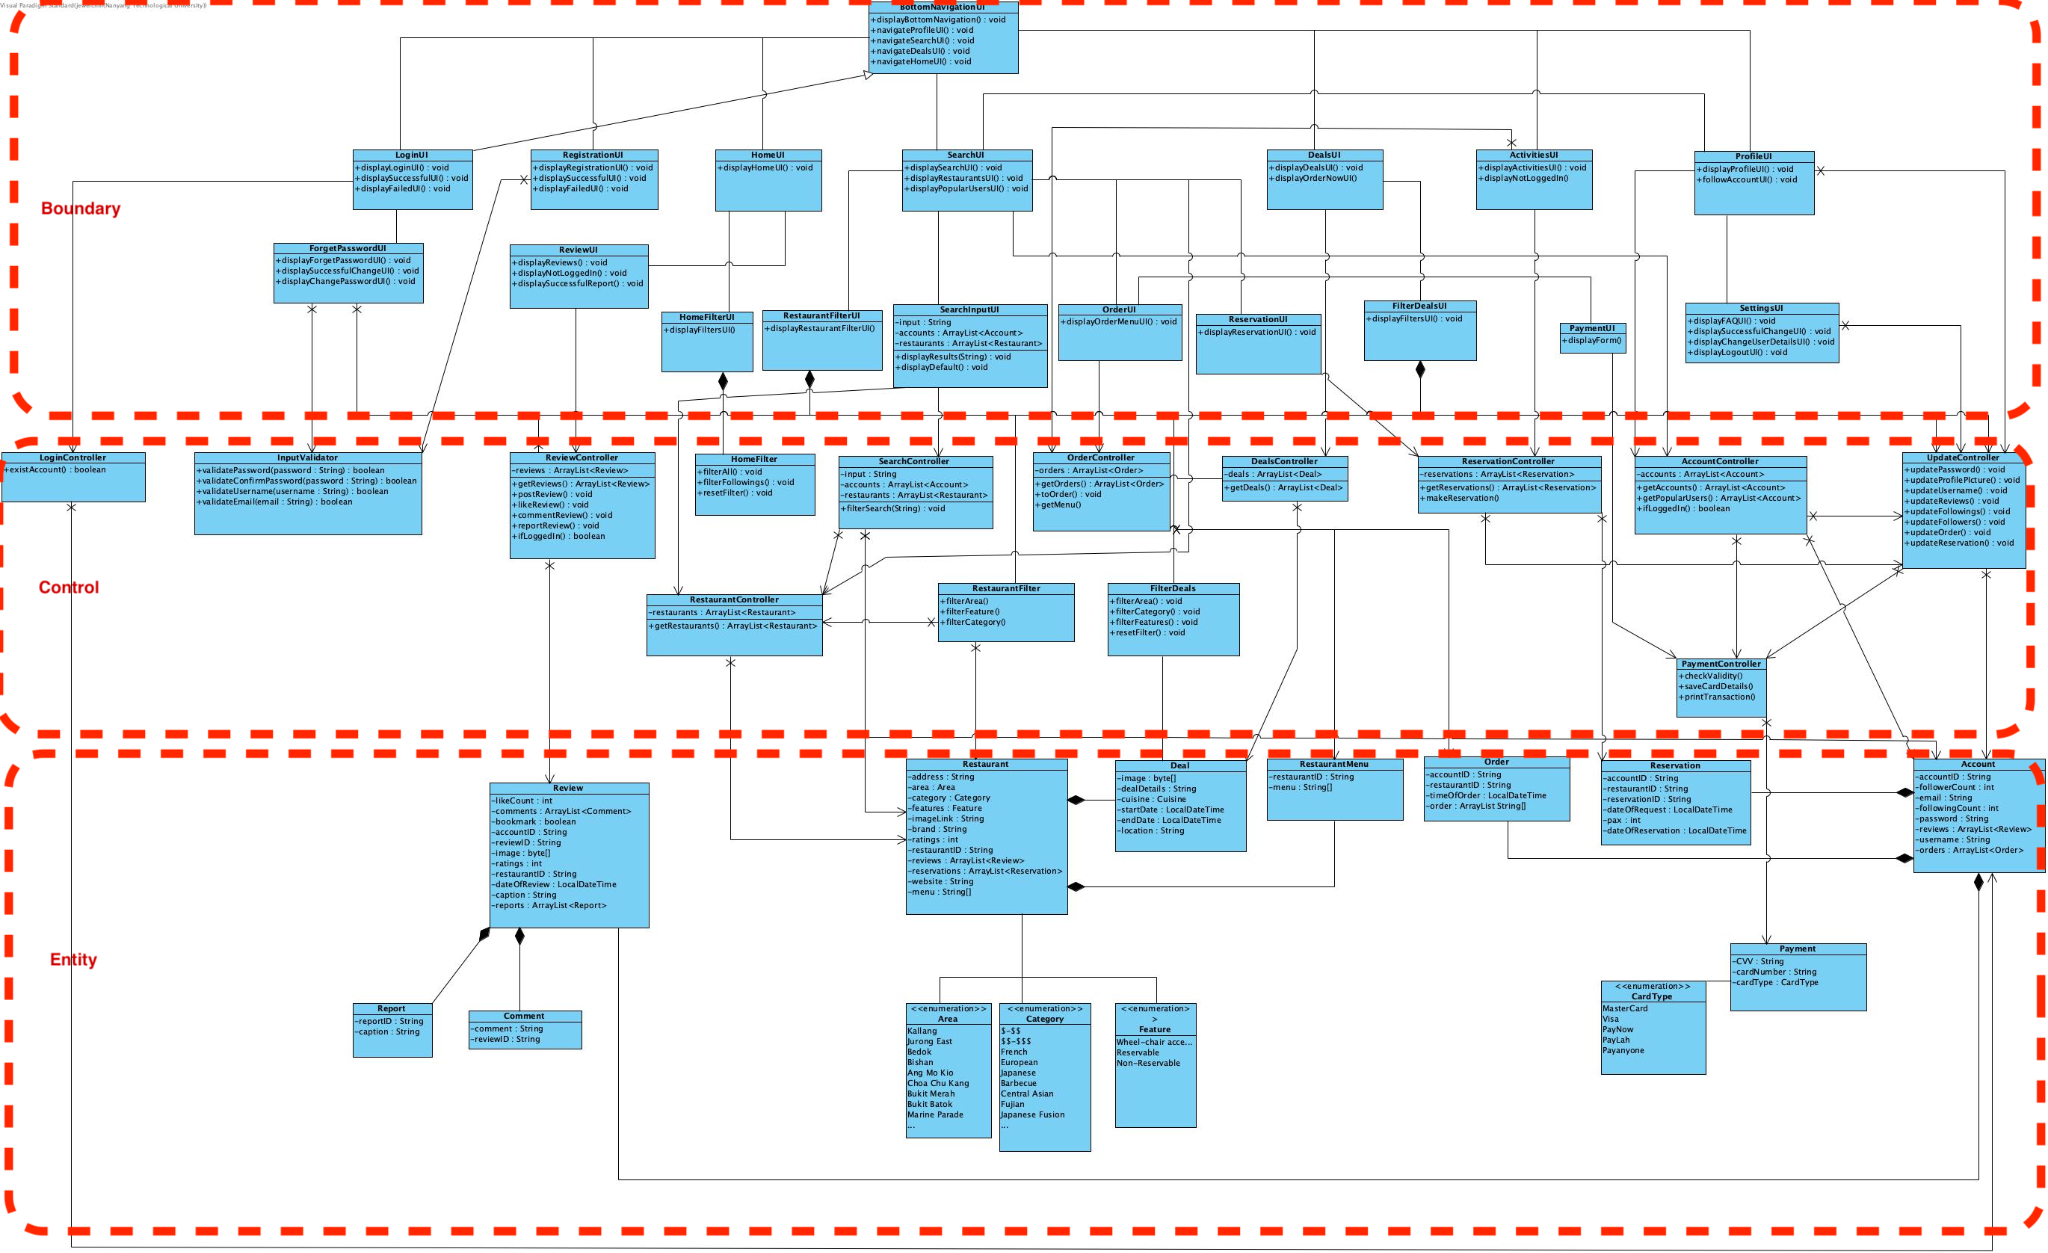 Visual Paradigm Standard(jewelchin(Nanyang Technological University))
BottomNavigationUI
+displayBottomNavigation() : void
+navigateProfileUI() : void
+navigateSearchUI() : void
+navigateDealsUI() : void
+navigateHomeUI() : void
Boundary
LoginUI
+displayLoginUI() : void
+displaySuccessfulUI() : void
+displayFailedUI() : void
RegistrationUI
+displayRegistrationUI() : void
+displaySuccessfulUI() : void
+displayFailedUI() : void
HomeUI
+displayHomeUI() : void
SearchUI
+displaySearchUI() : void
+displayRestaurantsUI() : void
+displayPopularUsersUI() : void
DealsUI
+displayDealsUI() : void
+displayOrderNowUI()
ActivitiesUI
+displayActivitiesUI() : void
+displayNotLoggedIn()
ProfileUI
+displayProfileUI() : void
+followAccountUI() : void
ForgetPasswordUI
+displayForgetPasswordUI() : void
+displaySuccessfulChangeUI() : void
+displayChangePasswordUI() : void
ReviewUI
+displayReviews() : void
+displayNotLoggedIn() : void
+displaySuccessfulReport() : void
HomeFilterUI
+displayFiltersUI()
RestaurantFilterUI
+displayRestaurantFilterUI()
SearchInputUI
-input : String
-accounts : ArrayList<Account>
-restaurants : ArrayList<Restaurant>
+displayResults(String) : void
+displayDefault() : void
OrderUI
+displayOrderMenuUI() : void
ReservationUI
+displayReservationUI() : void
FilterDealsUI
+displayFiltersUI() : void
PaymentUI
+displayForm()
SettingsUI
+displayFAQUI() : void
+displaySuccessfulChangeUI() : void
+displayChangeUserDetailsUI() : void
+displayLogoutUI() : void
Control
LoginController
+existAccount() : boolean
InputValidator
+validatePassword(password : String) : boolean
+validateConfirmPassword(password : String) : boolean
+validateUsername(username : String) : boolean
+validateEmail(email : String) : boolean
ReviewController
-reviews : ArrayList<Review>
+getReviews() : ArrayList<Review>
+postReview() : void
+likeReview() : void
+commentReview() : void
+reportReview() : void
+ifLoggedIn() : boolean
HomeFilter
+filterAll() : void
+filterFollowings() : void
+resetFilter() : void
SearchController
-input : String
-accounts : ArrayList<Account>
-restaurants : ArrayList<Restaurant>
+filterSearch(String) : void
OrderController
-orders : ArrayList<Order>
+getOrders() : ArrayList<Order>
+toOrder() : void
+getMenu()
DealsController
-deals : ArrayList<Deal>
+getDeals() : ArrayList<Deal>
ReservationController
-reservations : ArrayList<Reservation>
+getReservations() : ArrayList<Reservation>
+makeReservation()
AccountController
-accounts : ArrayList<Account>
+getAccounts() : ArrayList<Account>
+getPopularUsers() : ArrayList<Account>
+ifLoggedIn() : boolean
UpdateController
+updatePassword() : void
+updateProfilePicture() : void
+updateUsername() : void
+updateReviews() : void
+updateFollowings() : void
+updateFollowers() : void
+updateOrder() : void
+updateReservation() : void
RestaurantController
-restaurants : ArrayList<Restaurant>
+getRestaurants() : ArrayList<Restaurant>
RestaurantFilter
+filterArea()
+filterFeature()
+filterCategory()
FilterDeals
+filterArea() : void
+filterCategory() : void
+filterFeatures() : void
+resetFilter() : void
PaymentController
+checkValidity()
+saveCardDetails()
+printTransaction()
Entity
Review
-likeCount : int
-comments : ArrayList<Comment>
-bookmark : boolean
-accountID : String
-reviewID : String
-image : byte[]
-ratings : int
-restaurantID : String
-dateOfReview : LocalDateTime
-caption : String
-reports : ArrayList<Report>
Restaurant
-address : String
-area : Area
-category : Category
-features : Feature
-imageLink : String
-brand : String
-ratings : int
-restaurantID : String
-reviews : ArrayList<Review>
-reservations : ArrayList<Reservation>
-website : String
-menu : String[]
Deal
-image : byte[]
-dealDetails : String
-cuisine : Cuisine
-startDate : LocalDateTime
-endDate : LocalDateTime
-location : String
RestaurantMenu
-restaurantID : String
-menu : String[]
Order
-accountID : String
-restaurantID : String
-timeOfOrder : LocalDateTime
-order : ArrayList String[]
Reservation
-accountID : String
-restaurantID : String
-reservationID : String
-dateOfRequest : LocalDateTime
-pax : int
-dateOfReservation : LocalDateTime
Account
-accountID : String
-followerCount : int
-email : String
-followingCount : int
-password : String
-reviews : ArrayList<Review>
-username : String
-orders : ArrayList<Order>
Report
-reportID : String
-caption : String
Comment
-comment : String
-reviewID : String
<<enumeration>>
Area
Kallang
Jurong East
Bedok
Bishan
Ang Mo Kio
Choa Chu Kang
Bukit Merah
Bukit Batok
Marine Parade
...
<<enumeration>>
Category
$-$$
$$-$$$
French
European
Japanese
Barbecue
Central Asian
Fujian
Japanese Fusion
...
<<enumeration>
>
Feature
Wheel-chair acce...
Reservable
Non-Reservable
Payment
-CVV : String
-cardNumber : String
-cardType : CardType
<<enumeration>>
CardType
MasterCard
Visa
PayNow
PayLah
Payanyone